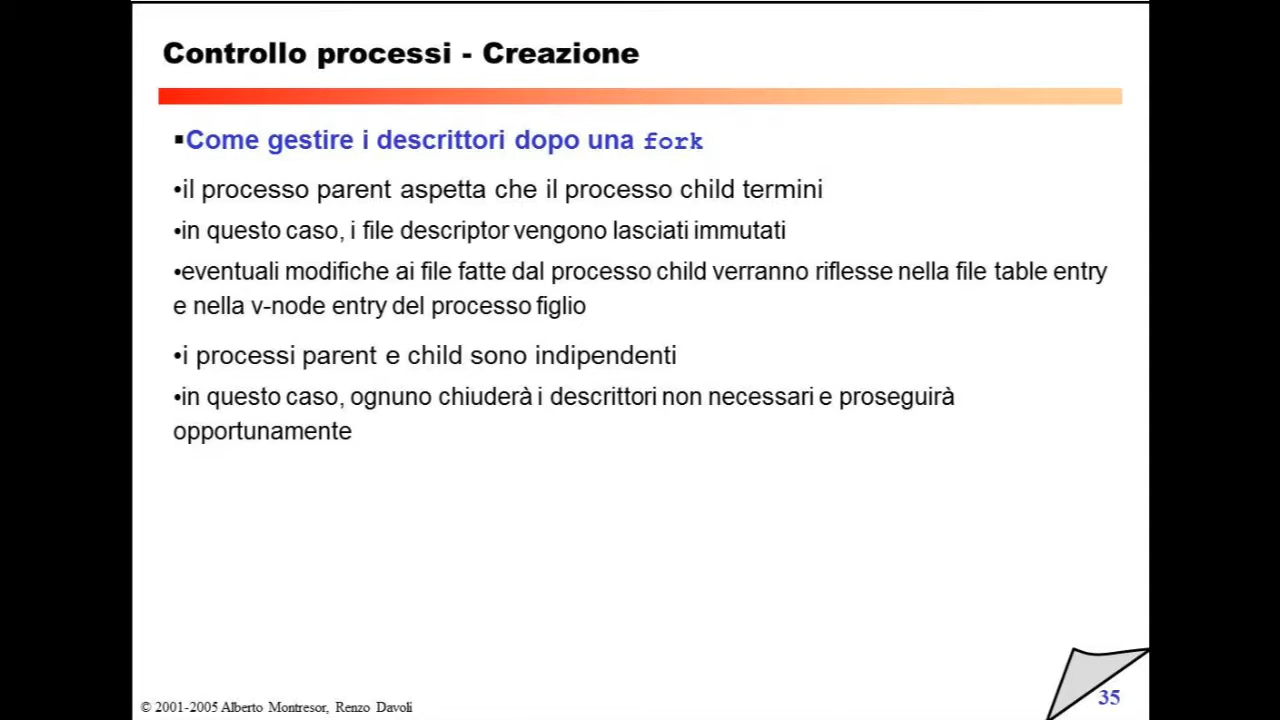 Controllo processi - Creazione
▪Come gestire i descrittori dopo una fork
•il processo parent aspetta che il processo child termini
•in questo caso, i file descriptor vengono lasciati immutati
•eventuali modifiche ai file fatte dal processo child verranno riflesse nella file table entry
e nella v-node entry del processo figlio
•i processi parent e child sono indipendenti
•in questo caso, ognuno chiuderà i descrittori non necessari e proseguirà
opportunamente
© 2001-2005 Alberto Montresor, Renzo Davoli
35